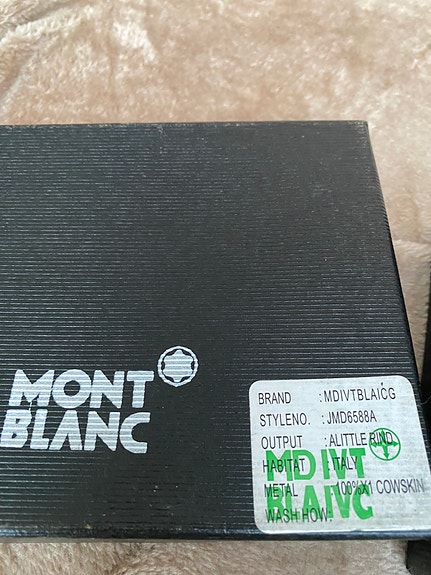 MONT
BLANC
BRAND : MDIVTBLAIĆG
STYLENO. : JMD6588A
OUTPUT : ALITTLE RIND
HABITAT : ITALY
METAL : 100%X1 COWSKIN
WASH HOW:
MD IVT
BLAIVC